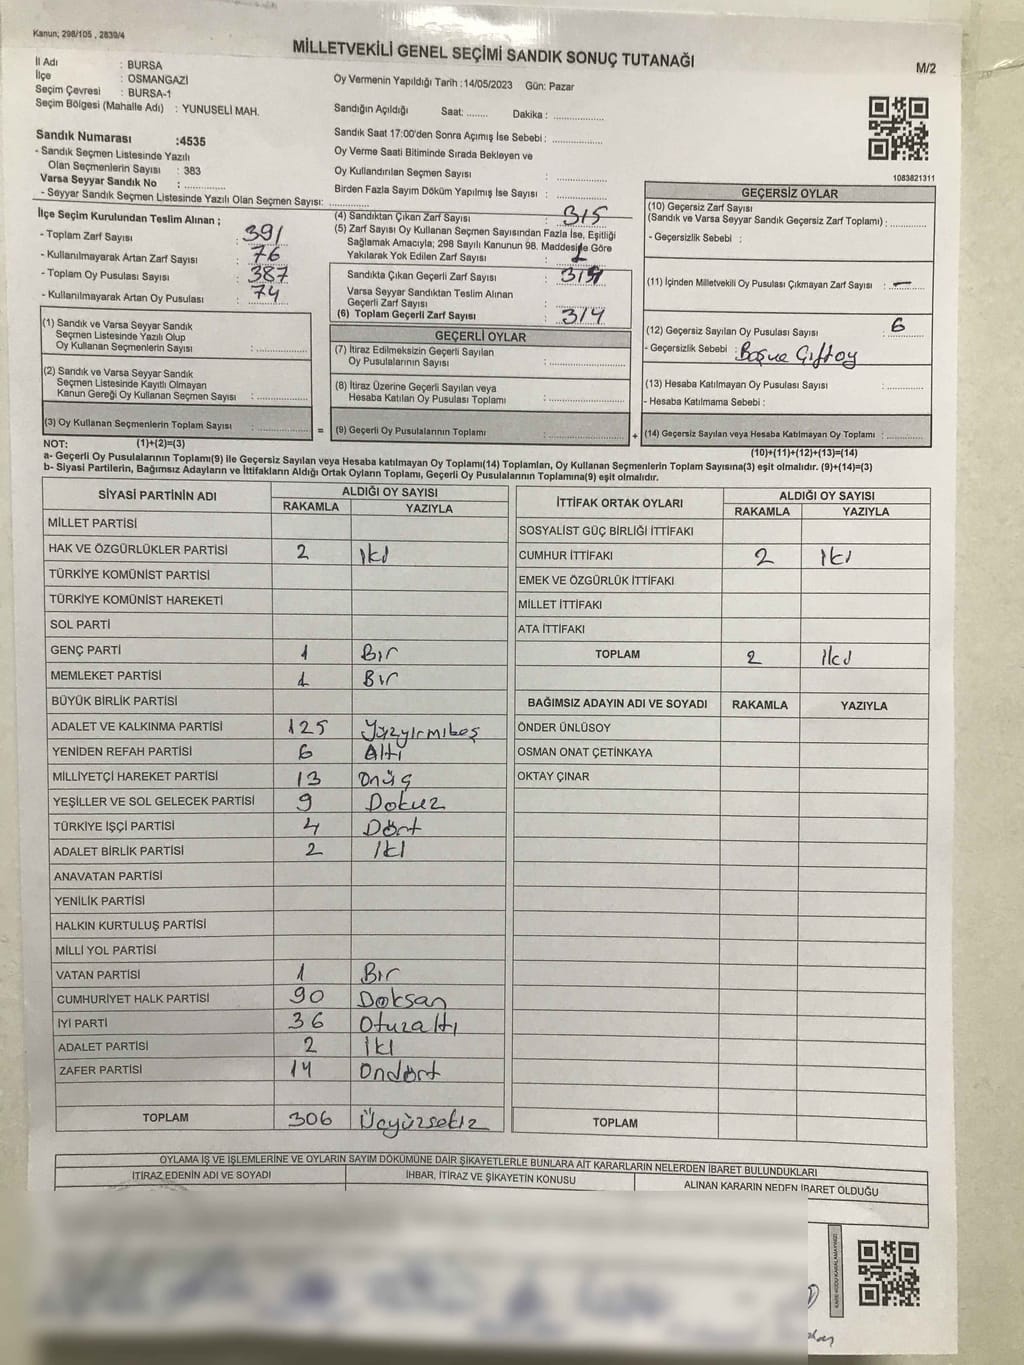 Kanun; 298/105 , 2839/4
MİLLETVEKİLİ GENEL SEÇİMİ SANDIK SONUÇ TUTANAĞI
M/2
İl Adı : BURSA
İlçe : OSMANGAZİ
Seçim Çevresi : BURSA-1
Seçim Bölgesi (Mahalle Adı) : YUNUSELİ MAH.
Oy Vermenin Yapıldığı Tarih :14/05/2023 Gün: Pazar
Sandığın Açıldığı Saat: ........ Dakika : ....................
Sandık Saat 17:00'den Sonra Açımış İse Sebebi : ....................
Oy Verme Saati Bitiminde Sırada Bekleyen ve
Oy Kullandırılan Seçmen Sayısı : ....................
Birden Fazla Sayım Döküm Yapılmış İse Sayısı : ....................
1083821311
Sandık Numarası :4535
- Sandık Seçmen Listesinde Yazılı
Olan Seçmenlerin Sayısı : 383
Varsa Seyyar Sandık No : ................
- Seyyar Sandık Seçmen Listesinde Yazılı Olan Seçmen Sayısı: ................
İlçe Seçim Kurulundan Teslim Alınan ;
- Toplam Zarf Sayısı : 391
- Kullanılmayarak Artan Zarf Sayısı : 76
- Toplam Oy Pusulası Sayısı : 387
- Kullanılmayarak Artan Oy Pusulası : 74
(4) Sandıktan Çıkan Zarf Sayısı : 315
(5) Zarf Sayısı Oy Kullanan Seçmen Sayısından Fazla İse, Eşitliği
Sağlamak Amacıyla; 298 Sayılı Kanunun 98. Maddeside Göre
Yakılarak Yok Edilen Zarf Sayısı : 1
Sandıkta Çıkan Geçerli Zarf Sayısı :
Varsa Seyyar Sandıktan Teslim Alınan
Geçerli Zarf Sayısı : ................
(6) Toplam Geçerli Zarf Sayısı : 314
GEÇERSİZ OYLAR
(10) Geçersiz Zarf Sayısı
(Sandık ve Varsa Seyyar Sandık Geçersiz Zarf Toplamı) : ............
- Geçersizlik Sebebi :
(11) İçinden Milletvekili Oy Pusulası Çıkmayan Zarf Sayısı : -
(12) Geçersiz Sayılan Oy Pusulası Sayısı : 6
- Geçersizlik Sebebi :
(13) Hesaba Katılmayan Oy Pusulası Sayısı : ............
- Hesaba Katılmama Sebebi :
(14) Geçersiz Sayılan veya Hesaba Katılmayan Oy Toplamı : ............
(10)+(11)+(12)+(13)=(14)
(1) Sandık ve Varsa Seyyar Sandık
Seçmen Listesinde Yazılı Olup
Oy Kullanan Seçmenlerin Sayısı : ................
(2) Sandık ve Varsa Seyyar Sandık
Seçmen Listesinde Kayıtlı Olmayan
Kanun Gereği Oy Kullanan Seçmen Sayısı : ................
(3) Oy Kullanan Seçmenlerin Toplam Sayısı : ................ =
GEÇERLİ OYLAR
(7) İtiraz Edilmeksizin Geçerli Sayılan
Oy Pusulalarının Sayısı : ....................
(8) İtiraz Üzerine Geçerli Sayılan veya
Hesaba Katılan Oy Pusulası Toplamı : ....................
(9) Geçerli Oy Pusulalarının Toplamı : .................... +
NOT: (1)+(2)=(3)
a- Geçerli Oy Pusulasının Toplamı(9) ile Geçersiz Sayılan veya Hesaba katılmayan Oy Toplamı(14) Toplamları, Oy Kullanan Seçmenlerin Toplam Sayısına(3) eşit olmalıdır. (9)+(14)=(3)
b- Siyasi Partilerin, Bağımsız Adayların ve İttifakların Aldığı Ortak Oyların Toplamı, Geçerli Oy Pusulalarının Toplamına(9) eşit olmalıdır.
SİYASİ PARTİNİN ADI ALDIĞI OY SAYISI
RAKAMLA YAZIYLA
MİLLET PARTİSİ
HAK VE ÖZGÜRLÜKLER PARTİSİ 2 İki
TÜRKİYE KOMÜNİST PARTİSİ
TÜRKİYE KOMÜNİST HAREKETİ
SOL PARTİ
GENÇ PARTİ 1 Bir
MEMLEKET PARTİSİ 1 Bir
BÜYÜK BİRLİK PARTİSİ
ADALET VE KALKINMA PARTİSİ 125 Yüzyirmibeş
YENİDEN REFAH PARTİSİ 6 Altı
MİLLİYETÇİ HAREKET PARTİSİ 13 Onüç
YEŞİLLER VE SOL GELECEK PARTİSİ 9 Dokuz
TÜRKİYE İŞÇİ PARTİSİ 4 Dört
ADALET BİRLİK PARTİSİ 2 İki
ANAVATAN PARTİSİ
YENİLİK PARTİSİ
HALKIN KURTULUŞ PARTİSİ
MİLLİ YOL PARTİSİ
VATAN PARTİSİ 1 Bir
CUMHURİYET HALK PARTİSİ 90 Doksan
İYİ PARTİ 36 Otuzaltı
ADALET PARTİSİ 2 İki
ZAFER PARTİSİ 14 Ondört
TOPLAM 306 Üçyüzsekiz
İTTİFAK ORTAK OYLARI ALDIĞI OY SAYISI
RAKAMLA YAZIYLA
SOSYALİST GÜÇ BİRLİĞİ İTTİFAKI
CUMHUR İTTİFAKI 2 İki
EMEK VE ÖZGÜRLÜK İTTİFAKI
MİLLET İTTİFAKI
ATA İTTİFAKI
TOPLAM 2 İki
BAĞIMSIZ ADAYIN ADI VE SOYADI RAKAMLA YAZIYLA
ÖNDER ÜNLÜSOY
OSMAN ONAT ÇETİNKAYA
OKTAY ÇINAR
TOPLAM
OYLAMA İŞ VE İŞLEMLERİNE VE OYLARIN SAYIM DÖKÜMÜNE DAİR ŞİKAYETLERLE BUNLARA AİT KARARLARIN NELERDEN İBARET BULUNDUKLARI
İTİRAZ EDENİN ADI VE SOYADI İHBAR, İTİRAZ VE ŞİKAYETİN KONUSU ALINAN KARARIN NEDEN İBARET OLDUĞU